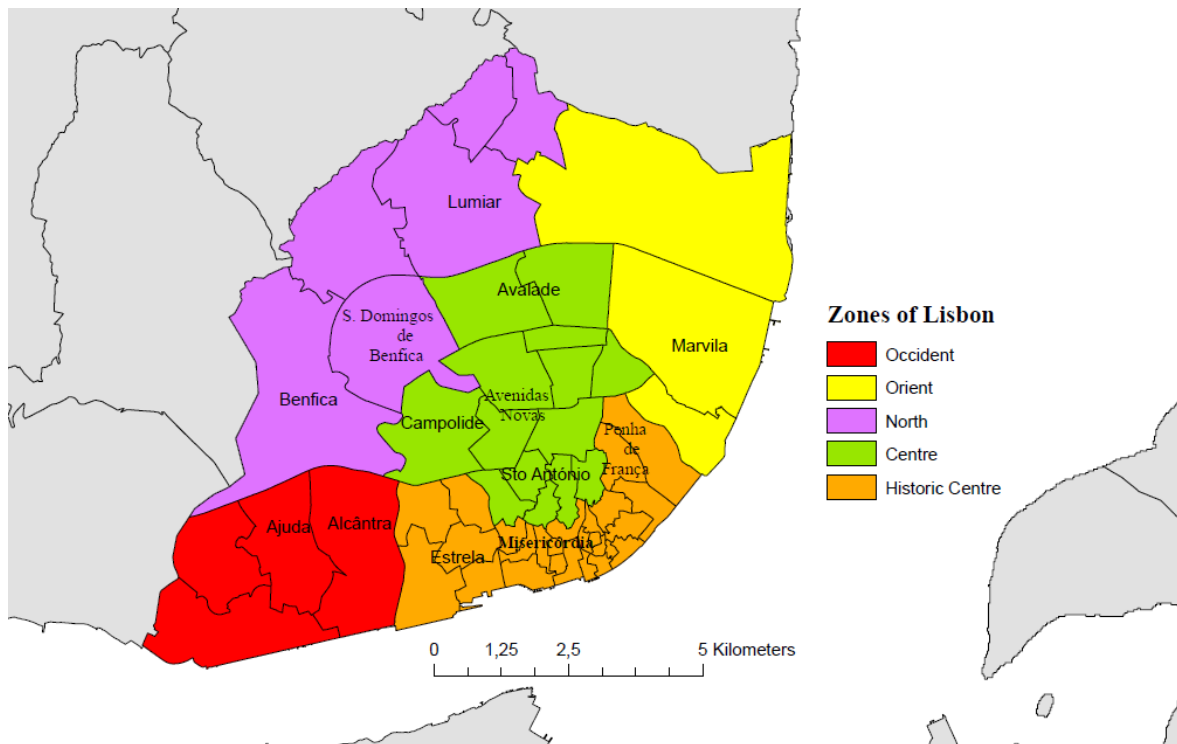 Lumiar
Avalade
S. Domingos
de
Benfica
Marvila
Benfica
Avenidas
Novas
Campolide
Penha
de
França
Sto António
Ajuda
Alcântra
Misericórdia
Estrela
0 1,25 2,5 5 Kilometers
Zones of Lisbon
Occident
Orient
North
Centre
Historic Centre